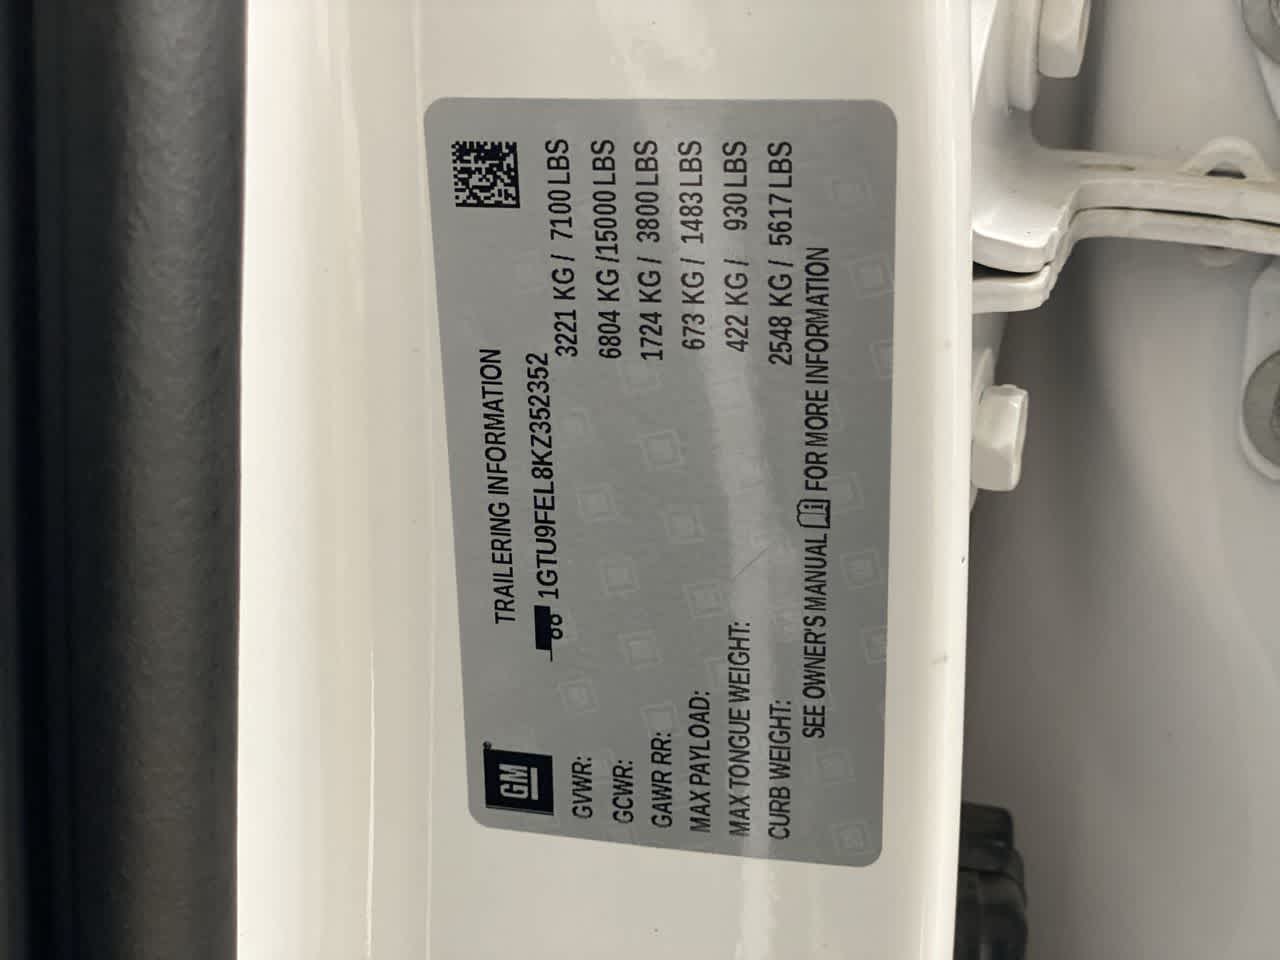 GM
TRAILERING INFORMATION
1GTU9FEL8KZ352352
GVWR: 3221 KG / 7100 LBS
GCWR: 6804 KG /15000 LBS
GAWR RR: 1724 KG / 3800 LBS
MAX PAYLOAD: 673 KG / 1483 LBS
MAX TONGUE WEIGHT: 422 KG / 930 LBS
CURB WEIGHT: 2548 KG / 5617 LBS
SEE OWNER'S MANUAL FOR MORE INFORMATION